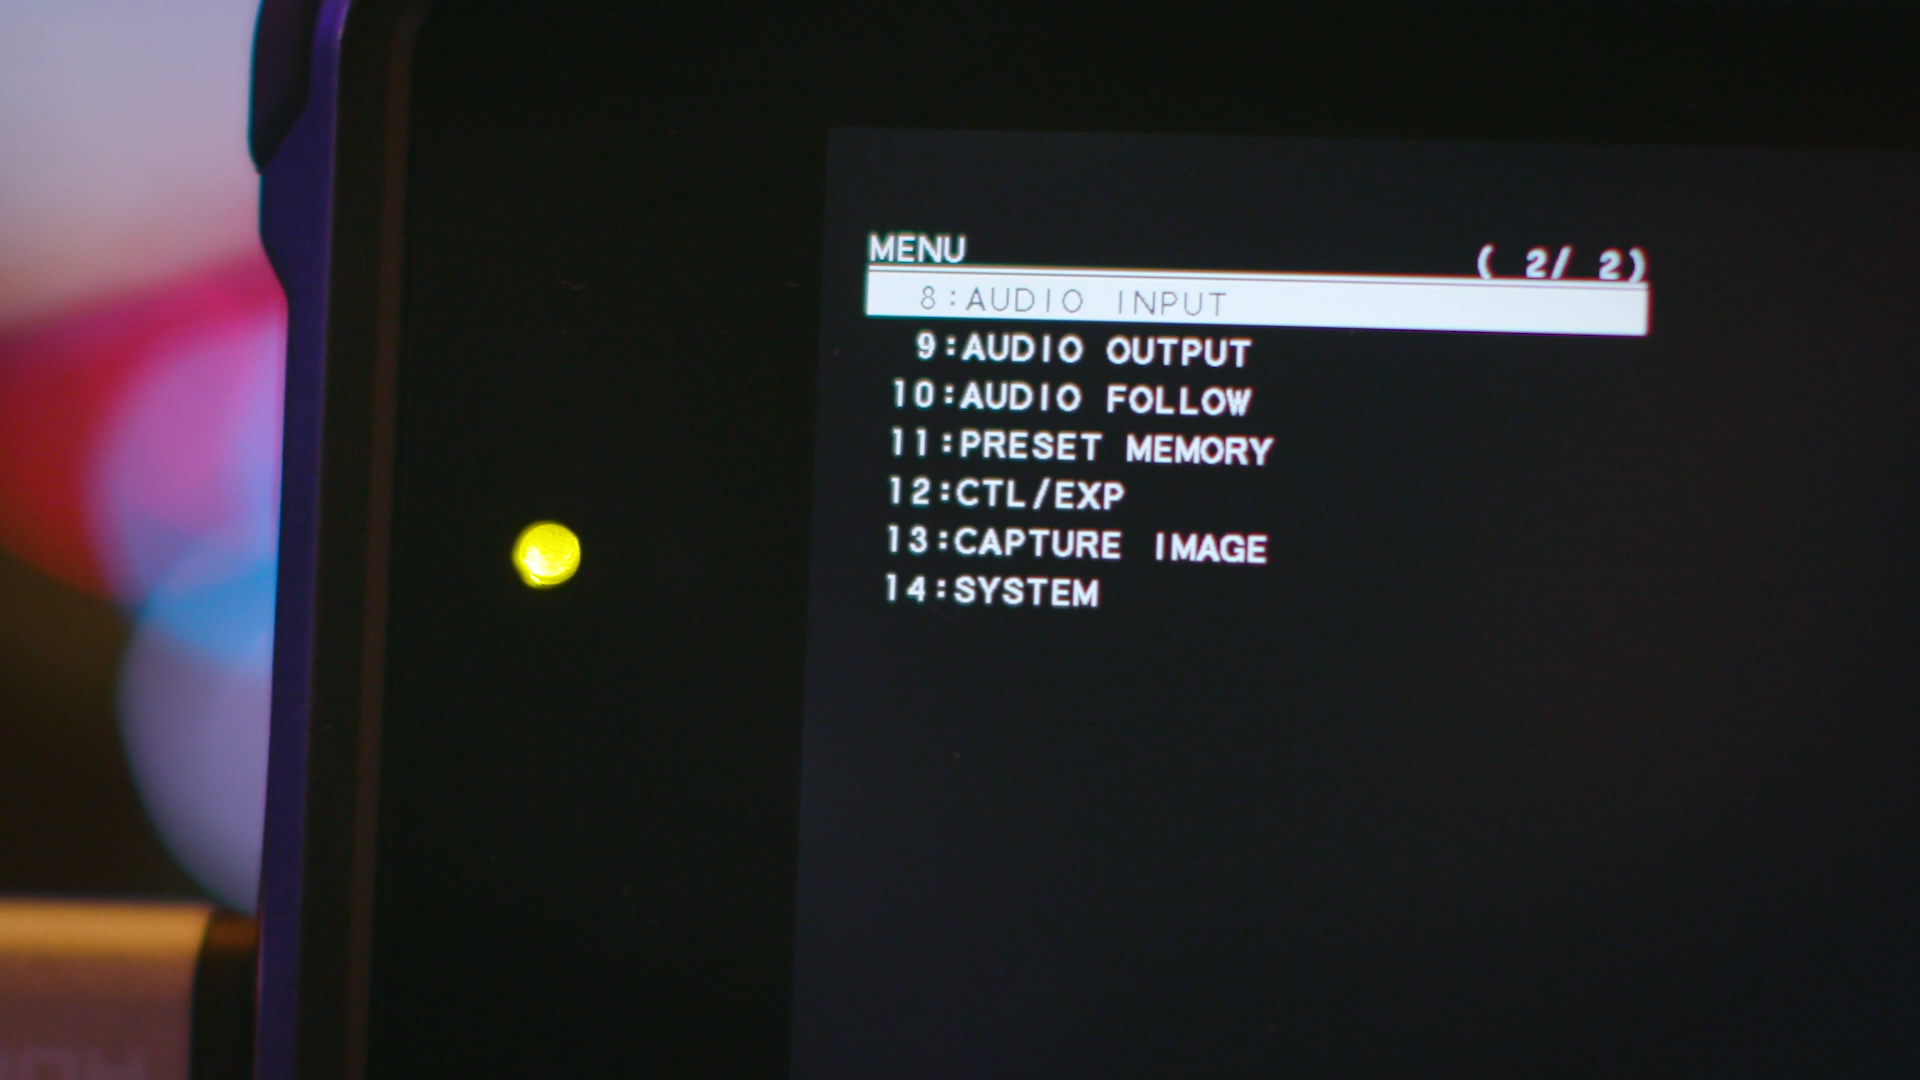 MENU ( 2/ 2)
8:AUDIO INPUT
9:AUDIO OUTPUT
10:AUDIO FOLLOW
11:PRESET MEMORY
12:CTL/EXP
13:CAPTURE IMAGE
14:SYSTEM